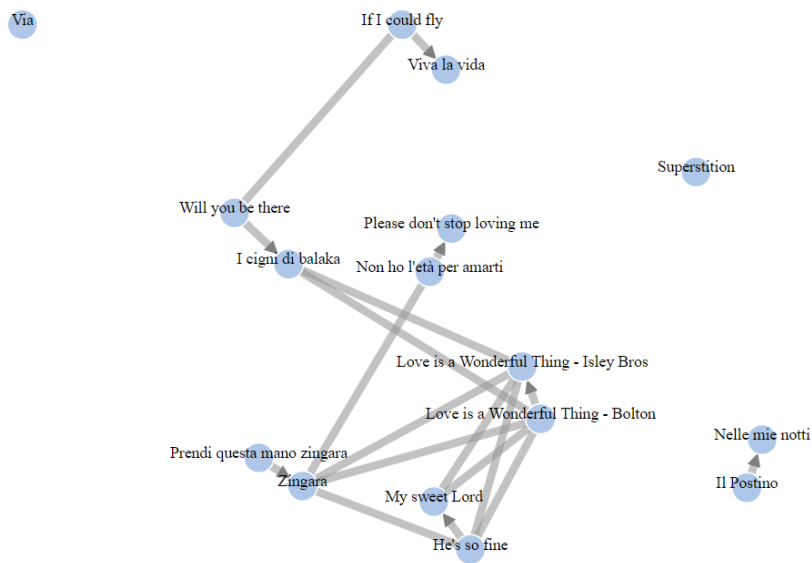 Via
If I could fly
Viva la vida
Superstition
Will you be there
Please don't stop loving me
I cigni di balaka
Non ho l'età per amarti
Love is a Wonderful Thing - Isley Bros
Love is a Wonderful Thing - Bolton
Nelle mie notti
Prendi questa mano zingara
Zingara
Il Postino
My sweet Lord
He's so fine